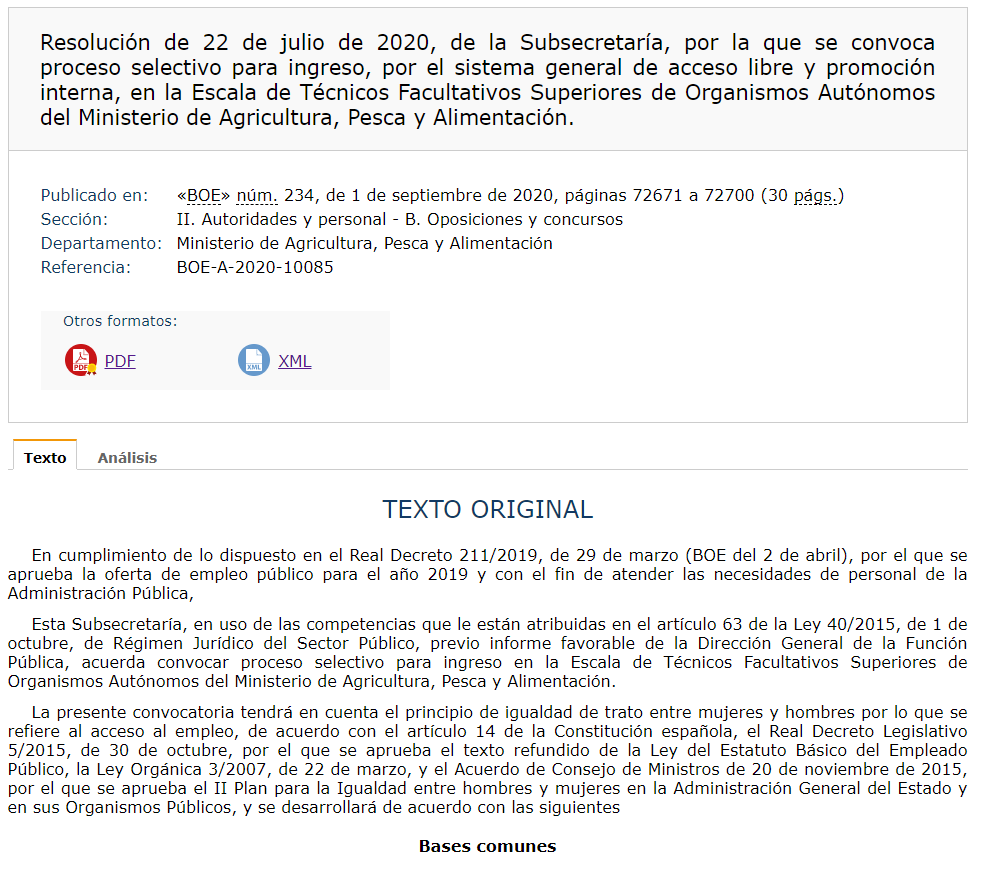 Resolución de 22 de julio de 2020, de la Subsecretaría, por la que se convoca
proceso selectivo para ingreso, por el sistema general de acceso libre y promoción
interna, en la Escala de Técnicos Facultativos Superiores de Organismos Autónomos
del Ministerio de Agricultura, Pesca y Alimentación.
Publicado en: «BOE» núm. 234, de 1 de septiembre de 2020, páginas 72671 a 72700 (30 págs.)
Sección: II. Autoridades y personal - B. Oposiciones y concursos
Departamento: Ministerio de Agricultura, Pesca y Alimentación
Referencia: BOE-A-2020-10085
Otros formatos:
PDF PDF XML XML
Texto Análisis
TEXTO ORIGINAL
En cumplimiento de lo dispuesto en el Real Decreto 211/2019, de 29 de marzo (BOE del 2 de abril), por el que se
aprueba la oferta de empleo público para el año 2019 y con el fin de atender las necesidades de personal de la
Administración Pública,
Esta Subsecretaría, en uso de las competencias que le están atribuidas en el artículo 63 de la Ley 40/2015, de 1 de
octubre, de Régimen Jurídico del Sector Público, previo informe favorable de la Dirección General de la Función
Pública, acuerda convocar proceso selectivo para ingreso en la Escala de Técnicos Facultativos Superiores de
Organismos Autónomos del Ministerio de Agricultura, Pesca y Alimentación.
La presente convocatoria tendrá en cuenta el principio de igualdad de trato entre mujeres y hombres por lo que se
refiere al acceso al empleo, de acuerdo con el artículo 14 de la Constitución española, el Real Decreto Legislativo
5/2015, de 30 de octubre, por el que se aprueba el texto refundido de la Ley del Estatuto Básico del Empleado
Público, la Ley Orgánica 3/2007, de 22 de marzo, y el Acuerdo de Consejo de Ministros de 20 de noviembre de 2015,
por el que se aprueba el II Plan para la Igualdad entre hombres y mujeres en la Administración General del Estado y
en sus Organismos Públicos, y se desarrollará de acuerdo con las siguientes
Bases comunes